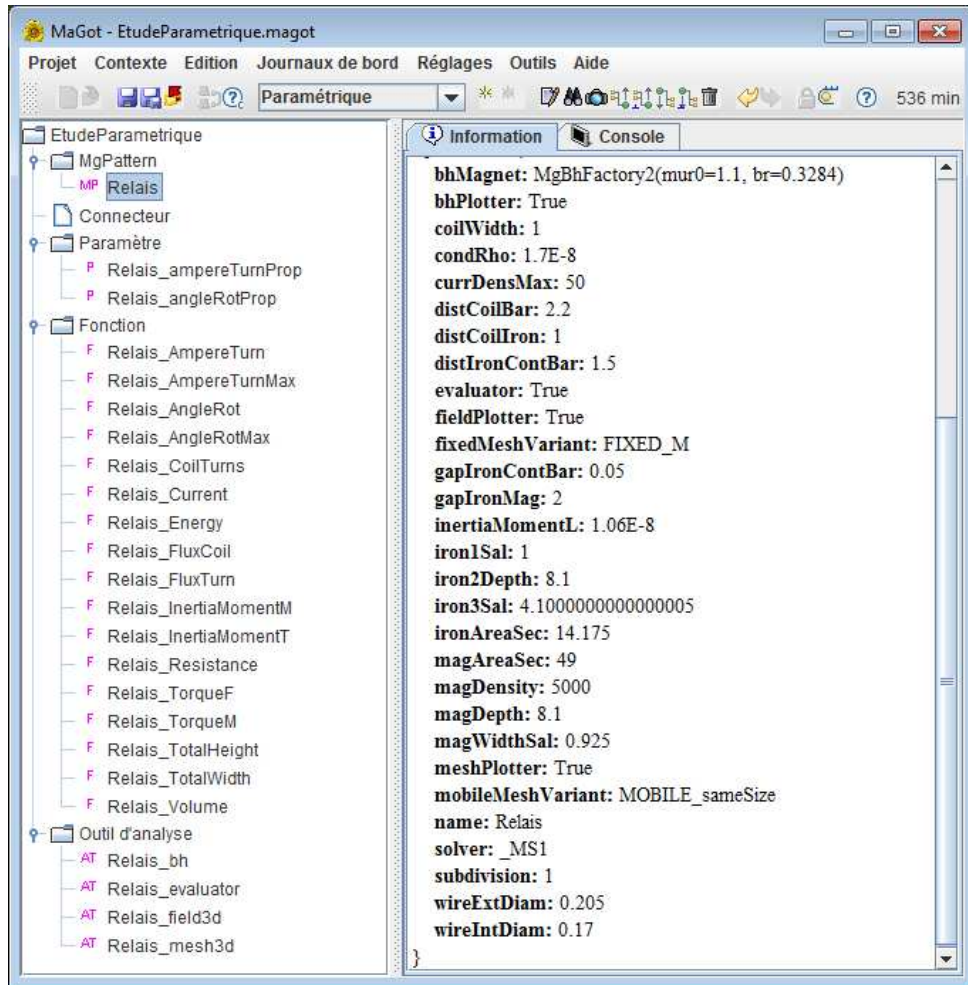 MaGot - EtudeParametrique.magot
Projet Contexte Edition Journaux de bord Réglages Outils Aide
Paramétrique 536 min
EtudeParametrique
MgPattern
MP Relais
Connecteur
Paramètre
P Relais_ampereTurnProp
P Relais_angleRotProp
Fonction
F Relais_AmpereTurn
F Relais_AmpereTurnMax
F Relais_AngleRot
F Relais_AngleRotMax
F Relais_CoilTurns
F Relais_Current
F Relais_Energy
F Relais_FluxCoil
F Relais_FluxTurn
F Relais_InertiaMomentM
F Relais_InertiaMomentT
F Relais_Resistance
F Relais_TorqueF
F Relais_TorqueM
F Relais_TotalHeight
F Relais_TotalWidth
F Relais_Volume
Outil d'analyse
AT Relais_bh
AT Relais_evaluator
AT Relais_field3d
AT Relais_mesh3d
Information Console
bhMagnet: MgBhFactory2(mur0=1.1, br=0.3284)
bhPlotter: True
coilWidth: 1
condRho: 1.7E-8
currDensMax: 50
distCoilBar: 2.2
distCoilIron: 1
distIronContBar: 1.5
evaluator: True
fieldPlotter: True
fixedMeshVariant: FIXED_M
gapIronContBar: 0.05
gapIronMag: 2
inertiaMomentL: 1.06E-8
iron1Sal: 1
iron2Depth: 8.1
iron3Sal: 4.1000000000000005
ironAreaSec: 14.175
magAreaSec: 49
magDensity: 5000
magDepth: 8.1
magWidthSal: 0.925
meshPlotter: True
mobileMeshVariant: MOBILE_sameSize
name: Relais
solver: _MS1
subdivision: 1
wireExtDiam: 0.205
wireIntDiam: 0.17
}